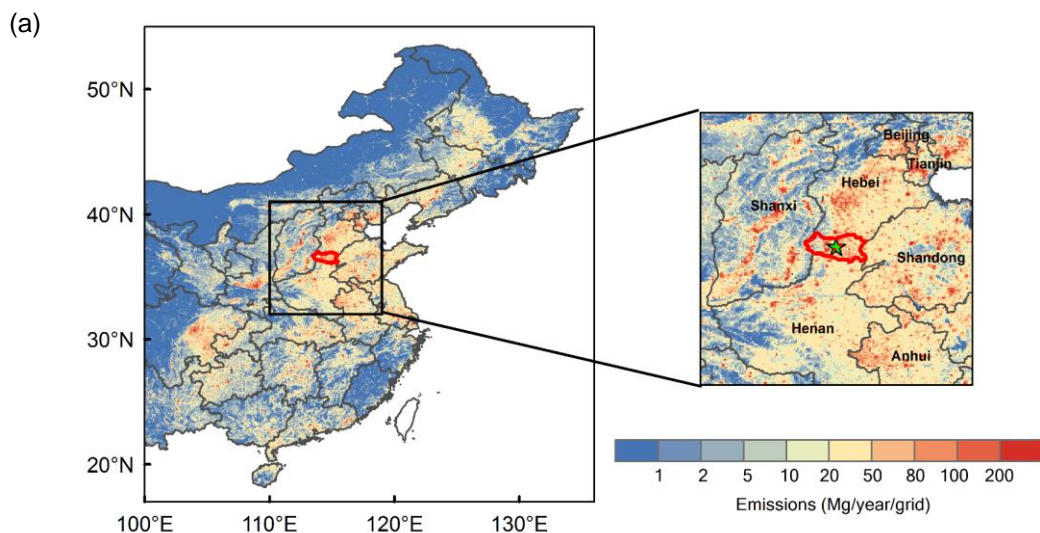 (a)
50°N
40°N
30°N
20°N
100°E 110°E 120°E 130°E
Beijing
Tianjin
Hebei
Shanxi
Shandong
Henan
Anhui
1 2 5 10 20 50 80 100 200
Emissions (Mg/year/grid)